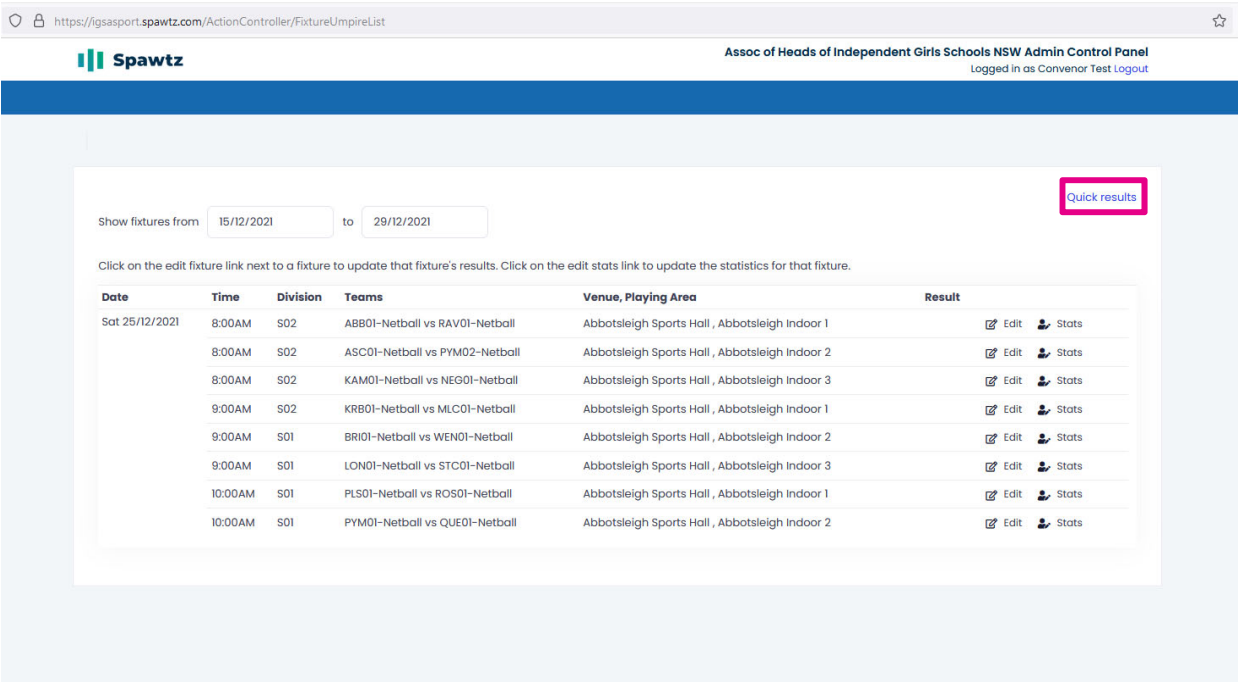 https://igsasport.spawtz.com/ActionController/FixtureUmpireList
Spawtz
Assoc of Heads of Independent Girls Schools NSW Admin Control Panel
Logged in as Convenor Test Logout
Quick results
Show fixtures from 15/12/2021 to 29/12/2021
Click on the edit fixture link next to a fixture to update that fixture's results. Click on the edit stats link to update the statistics for that fixture.
Date Time Division Teams Venue, Playing Area Result
Sat 25/12/2021 8:00AM S02 ABB01-Netball vs RAV01-Netball Abbotsleigh Sports Hall , Abbotsleigh Indoor 1 Edit Stats
8:00AM S02 ASC01-Netball vs PYM02-Netball Abbotsleigh Sports Hall , Abbotsleigh Indoor 2 Edit Stats
8:00AM S02 KAM01-Netball vs NEG01-Netball Abbotsleigh Sports Hall , Abbotsleigh Indoor 3 Edit Stats
9:00AM S02 KRB01-Netball vs MLC01-Netball Abbotsleigh Sports Hall , Abbotsleigh Indoor 1 Edit Stats
9:00AM S01 BRI01-Netball vs WEN01-Netball Abbotsleigh Sports Hall , Abbotsleigh Indoor 2 Edit Stats
9:00AM S01 LON01-Netball vs STC01-Netball Abbotsleigh Sports Hall , Abbotsleigh Indoor 3 Edit Stats
10:00AM S01 PLS01-Netball vs ROS01-Netball Abbotsleigh Sports Hall , Abbotsleigh Indoor 1 Edit Stats
10:00AM S01 PYM01-Netball vs QUE01-Netball Abbotsleigh Sports Hall , Abbotsleigh Indoor 2 Edit Stats